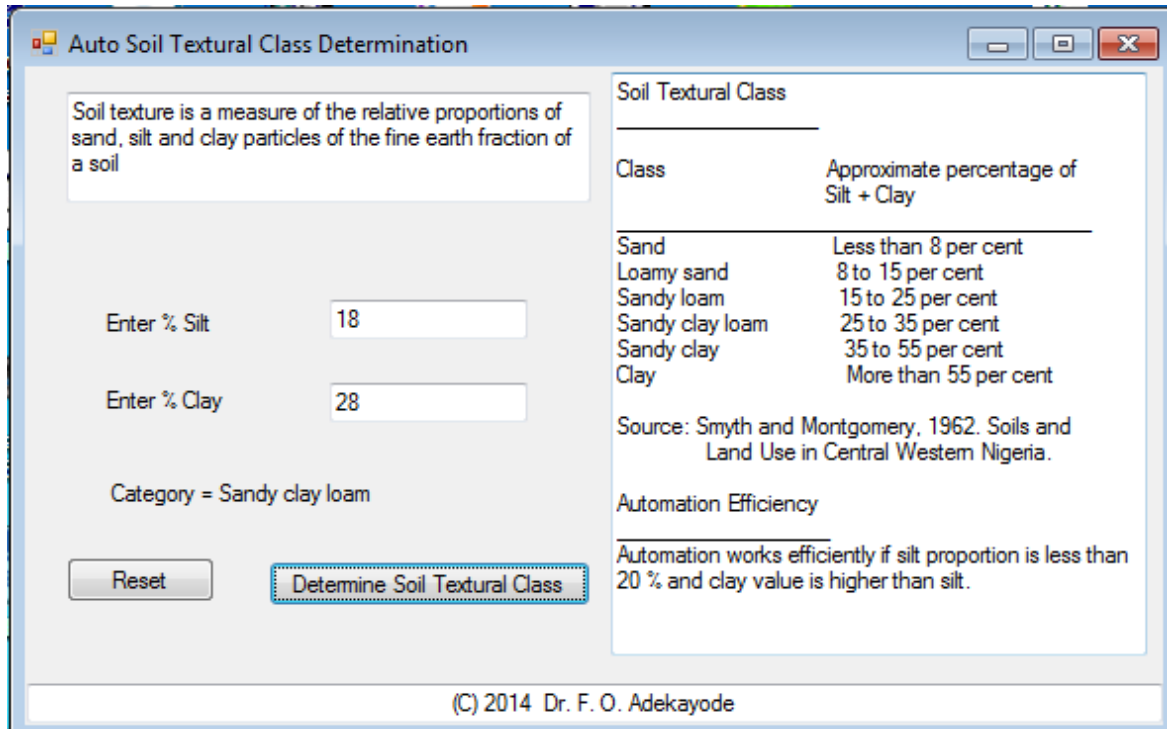 Auto Soil Textural Class Determination
Soil texture is a measure of the relative proportions of
sand, silt and clay particles of the fine earth fraction of
a soil
Enter % Silt 18
Enter % Clay 28
Category = Sandy clay loam
Reset Determine Soil Textural Class
Soil Textural Class
Class Approximate percentage of
Silt + Clay
Sand Less than 8 per cent
Loamy sand 8 to 15 per cent
Sandy loam 15 to 25 per cent
Sandy clay loam 25 to 35 per cent
Sandy clay 35 to 55 per cent
Clay More than 55 per cent
Source: Smyth and Montgomery, 1962. Soils and
Land Use in Central Western Nigeria.
Automation Efficiency
Automation works efficiently if silt proportion is less than
20 % and clay value is higher than silt.
(C) 2014 Dr. F. O. Adekayode